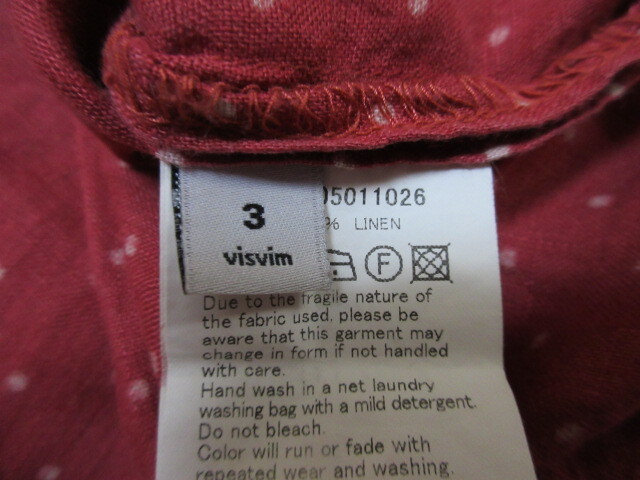 3
visvim
5011026
% LINEN
F
Due to the fragile nature of
the fabric used, please be
aware that this garment may
change in form if not handled
with care.
Hand wash in a net laundry
washing bag with a mild detergent.
Do not bleach.
Color will run or fade with
repeated wear and washing.